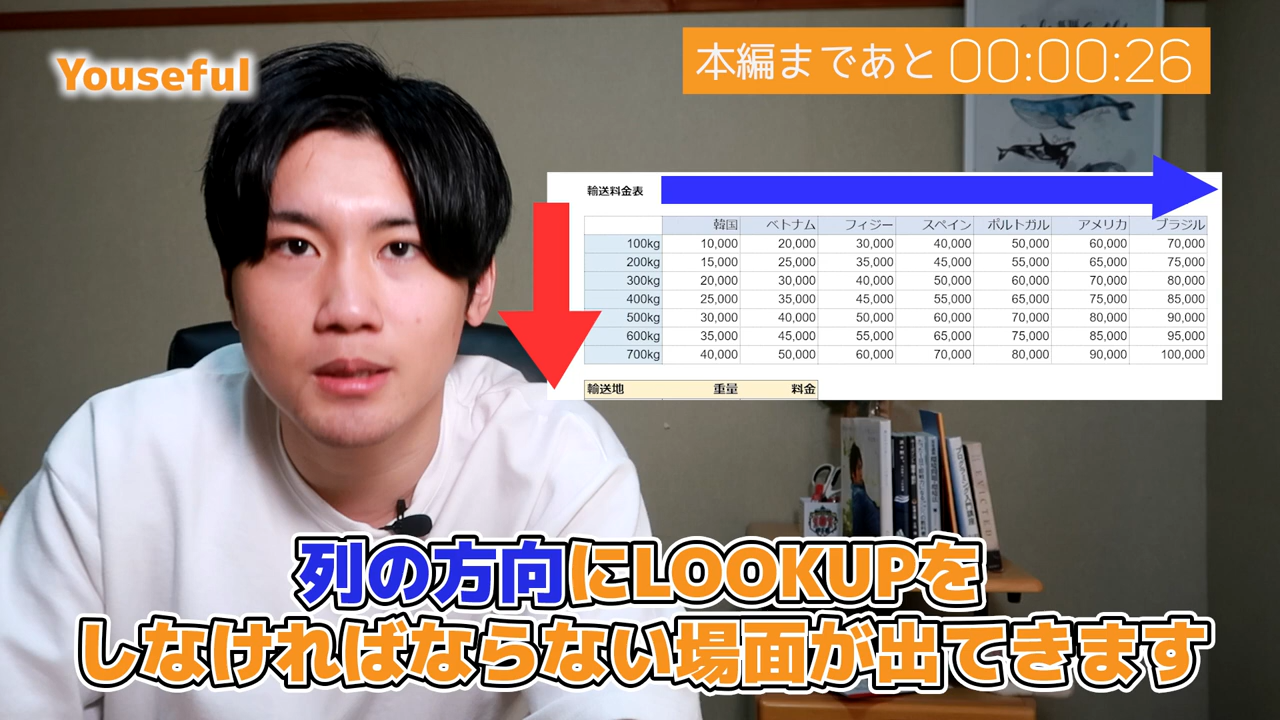 Youseful
本編まであと 00:00:26
輸送料金表
韓国 ベトナム フィジー スペイン ポルトガル アメリカ ブラジル
100kg 10,000 20,000 30,000 40,000 50,000 60,000 70,000
200kg 15,000 25,000 35,000 45,000 55,000 65,000 75,000
300kg 20,000 30,000 40,000 50,000 60,000 70,000 80,000
400kg 25,000 35,000 45,000 55,000 65,000 75,000 85,000
500kg 30,000 40,000 50,000 60,000 70,000 80,000 90,000
600kg 35,000 45,000 55,000 65,000 75,000 85,000 95,000
700kg 40,000 50,000 60,000 70,000 80,000 90,000 100,000
輸送地 重量 料金
列の方向にLOOKUPを
しなければならない場面が出てきます